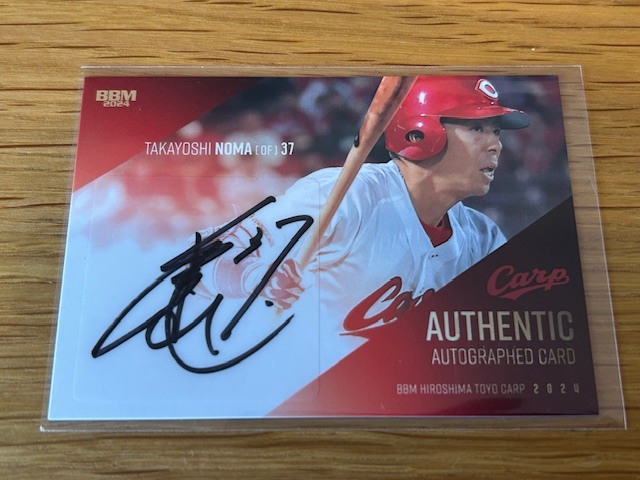 BBM
2024
TAKAYOSHI NOMA [OF] 37
C
Carp
AUTHENTIC
AUTOGRAPHED CARD
BBM HIROSHIMA TOYO CARP 2024